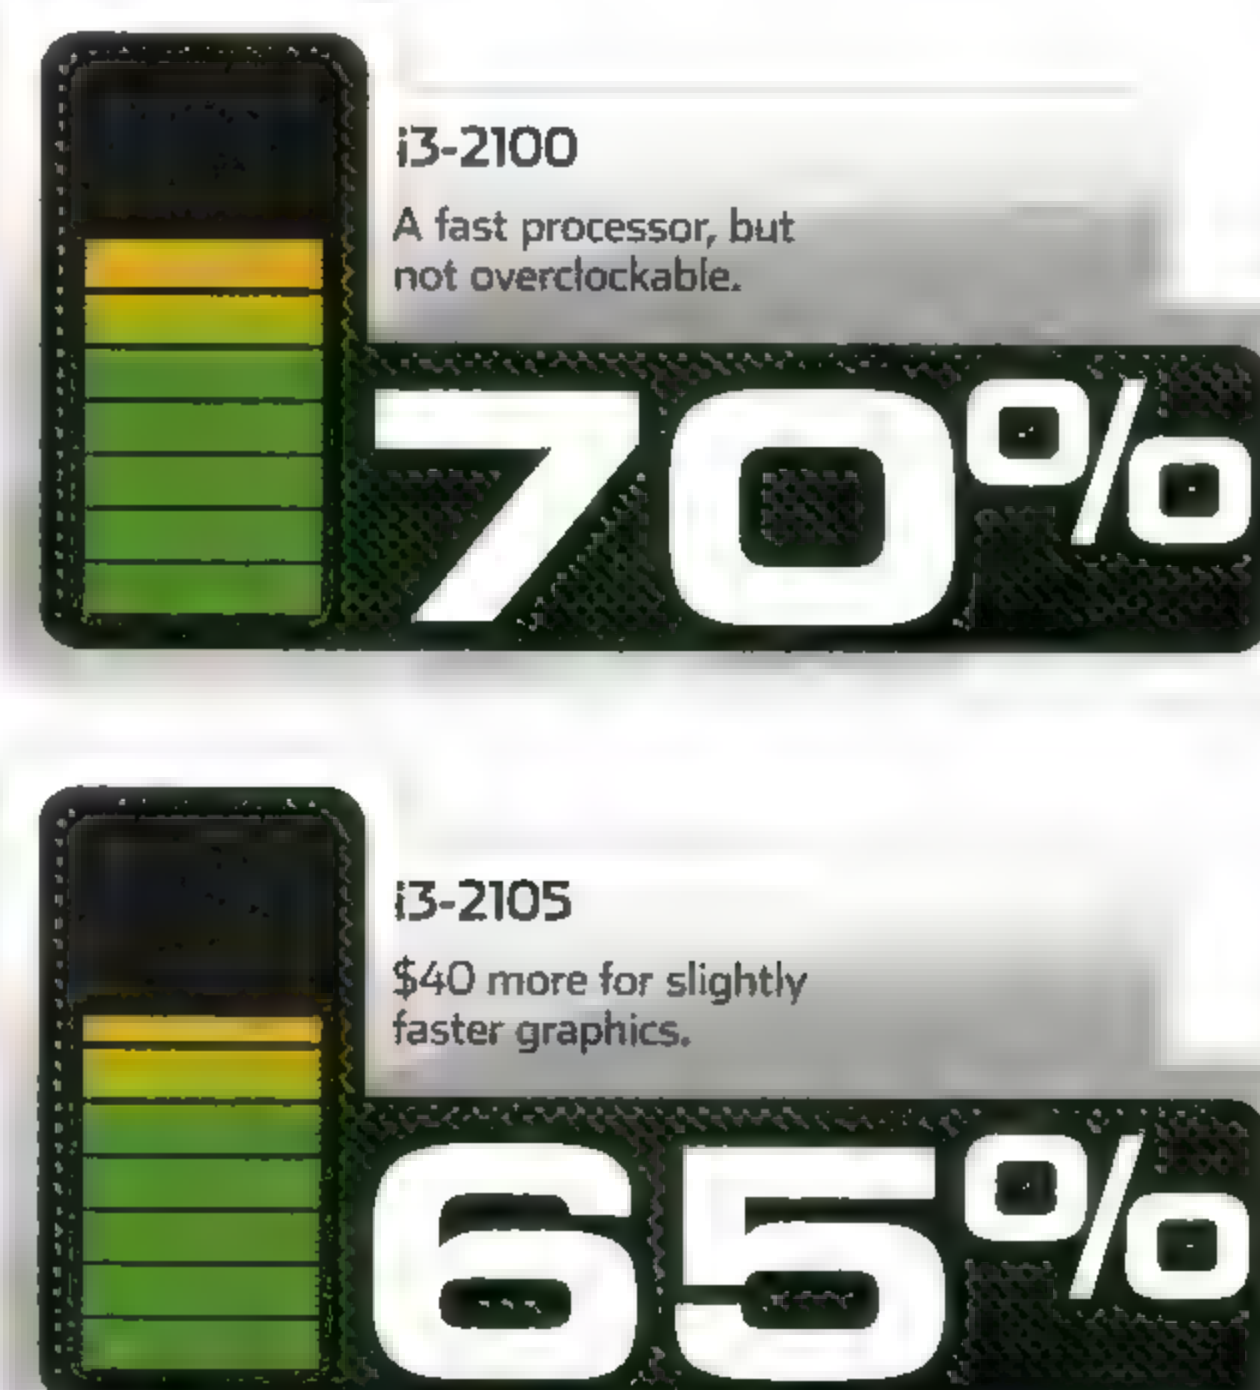 i3-2100
A fast processor, but
not overclockable.
70%
i3-2105
$40 more for slightly
faster graphics.
65%